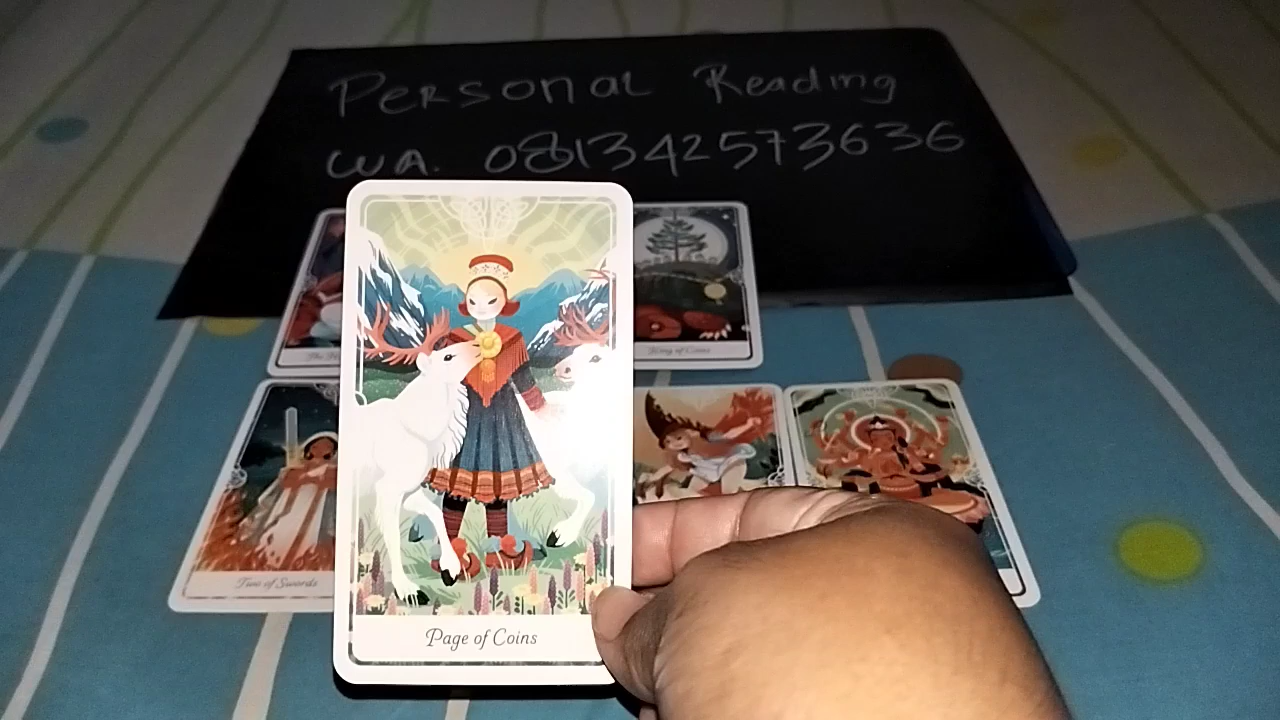 Personal Reading
WA. 081342573636
King of Coins
Two of Swords
Page of Coins